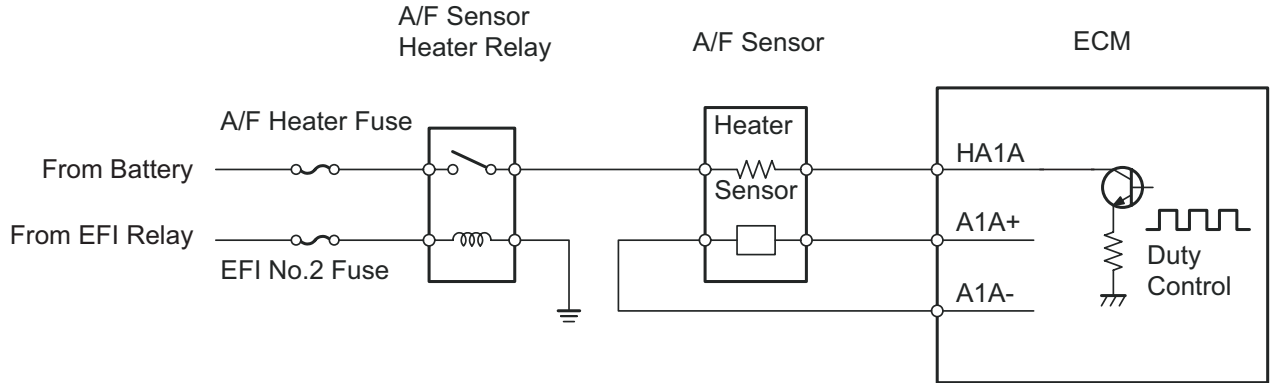 A/F Sensor
Heater Relay
A/F Sensor
ECM
A/F Heater Fuse
Heater
From Battery
HA1A
Sensor
From EFI Relay
A1A+
EFI No.2 Fuse
Duty
Control
A1A-